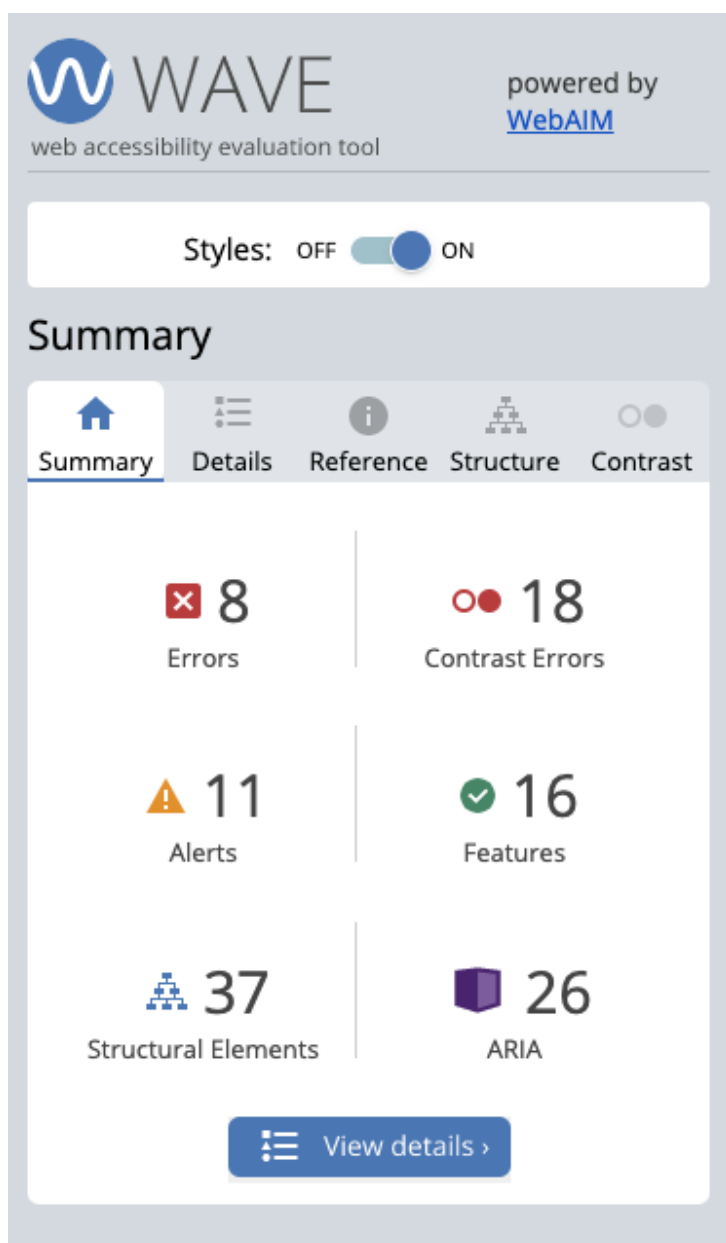 WAVE
powered by
WebAIM
web accessibility evaluation tool
Styles: OFF ON
Summary
Summary Details Reference Structure Contrast
8 18
Errors Contrast Errors
11 16
Alerts Features
37 26
Structural Elements ARIA
View details ›